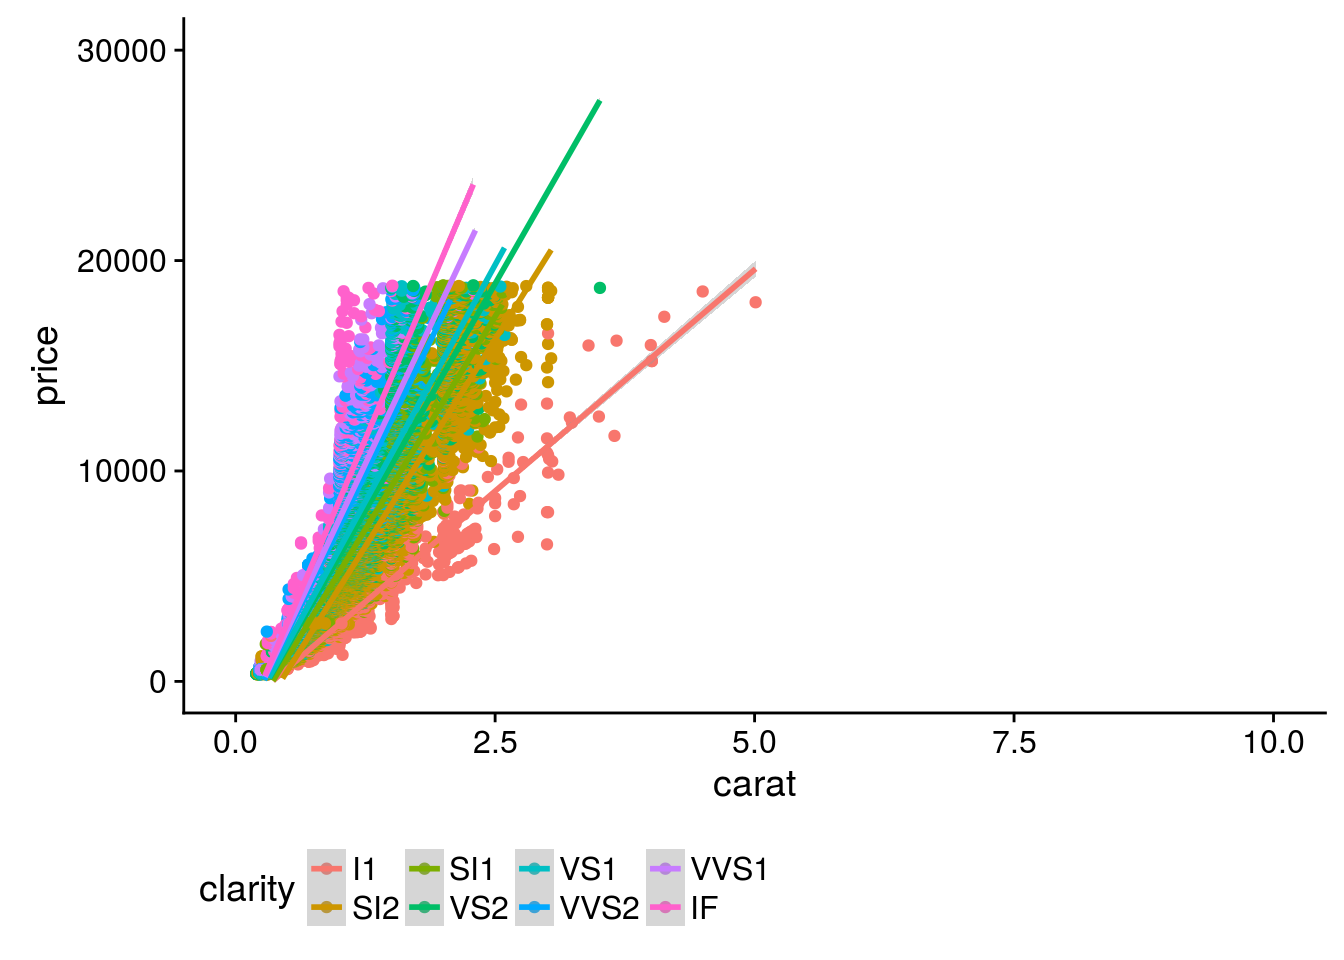 30000
20000
10000
0
price
0.0 2.5 5.0 7.5 10.0
carat
clarity
I1 SI1 VS1 VVS1
SI2 VS2 VVS2 IF